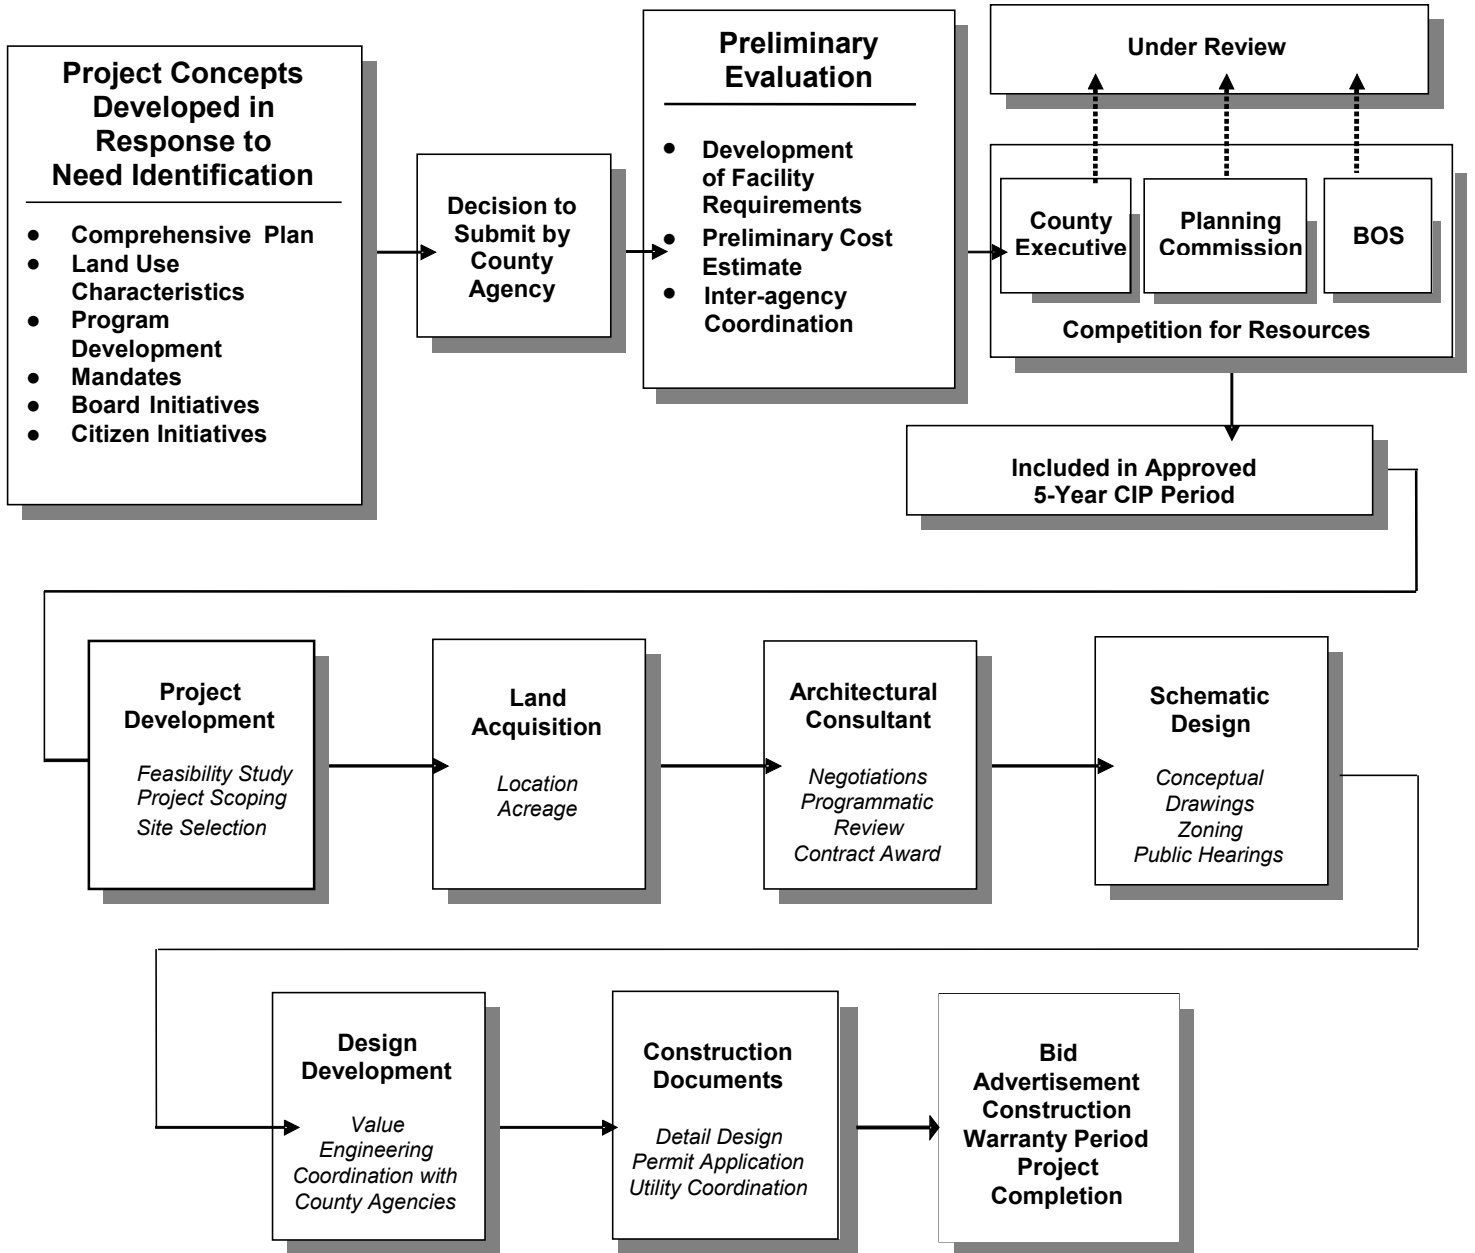 Project Concepts
Developed in
Response to
Need Identification
● Comprehensive Plan
● Land Use
Characteristics
● Program
Development
● Mandates
● Board Initiatives
● Citizen Initiatives
Decision to
Submit by
County
Agency
Preliminary
Evaluation
● Development
of Facility
Requirements
● Preliminary Cost
Estimate
● Inter-agency
Coordination
Under Review
County
Executive
Planning
Commission
BOS
Competition for Resources
Included in Approved
5-Year CIP Period
Project
Development
Feasibility Study
Project Scoping
Site Selection
Land
Acquisition
Location
Acreage
Architectural
Consultant
Negotiations
Programmatic
Review
Contract Award
Schematic
Design
Conceptual
Drawings
Zoning
Public Hearings
Design
Development
Value
Engineering
Coordination with
County Agencies
Construction
Documents
Detail Design
Permit Application
Utility Coordination
Bid
Advertisement
Construction
Warranty Period
Project
Completion